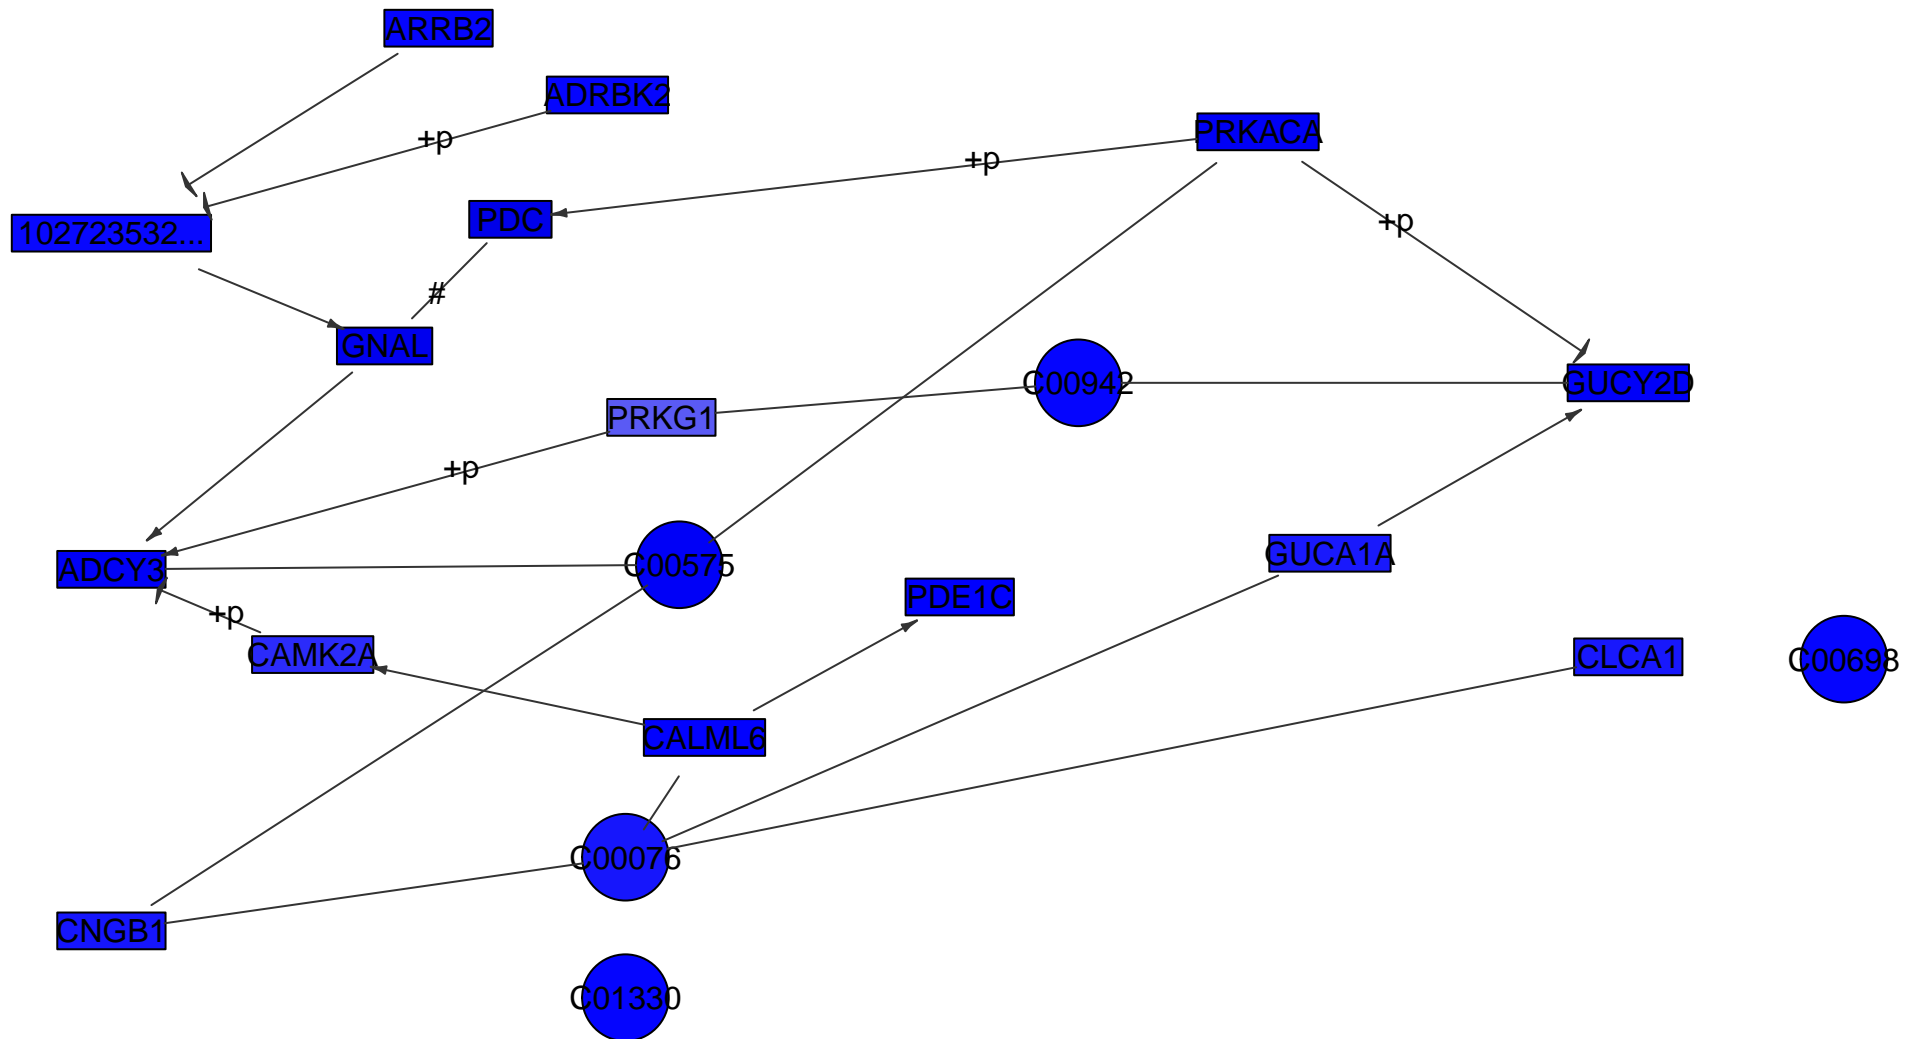 ARRB2
ADRBK2
PRKACA
+p
+p
PDC
+p
102723532...
#
GNAL
C00942
GUCY2D
PRKG1
+p
GUCA1A
ADCY3
C00575
PDE1C
+p
CAMK2A
CLCA1
C00698
CALML6
C00076
CNGB1
C01330